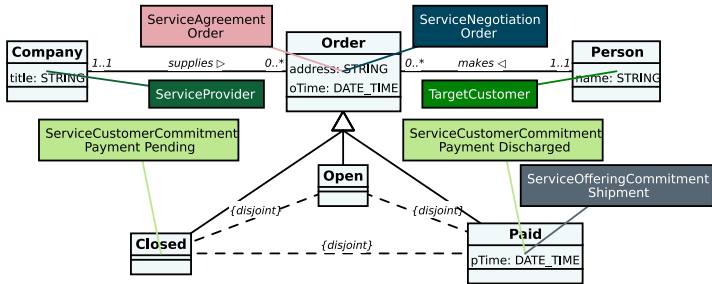 ServiceAgreement
Order
ServiceNegotiation
Order
Company
title: STRING
1..1
supplies ▷
0..*
Order
address: STRING
oTime: DATE_TIME
0..*
makes ◁
1..1
Person
name: STRING
ServiceProvider
TargetCustomer
ServiceCustomerCommitment
Payment Pending
ServiceCustomerCommitment
Payment Discharged
Open
ServiceOfferingCommitment
Shipment
{disjoint}
{disjoint}
Closed
{disjoint}
Paid
pTime: DATE_TIME